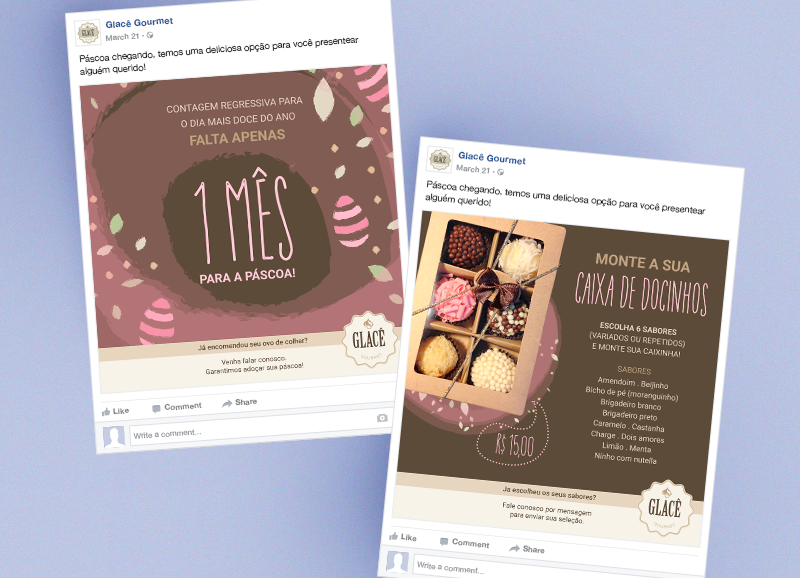 Glacê Gourmet
March 21
Páscoa chegando, temos uma deliciosa opção para você presentear
alguém querido!
CONTAGEM REGRESSIVA PARA
O DIA MAIS DOCE DO ANO
FALTA APENAS
1 MÊS
PARA A PÁSCOA!
Já encomendou seu ovo de colher?
Venha falar conosco.
Garantimos adoçar sua páscoa!
GLACÊ
GOURMET
Like Comment Share
Write a comment...
GLACÊ
Glacê Gourmet
March 21
Páscoa chegando, temos uma deliciosa opção para você presentear
alguém querido!
MONTE A SUA
CAIXA DE DOCINHOS
ESCOLHA 6 SABORES
(VARIADOS OU REPETIDOS)
E MONTE SUA CAIXINHA!
SABORES
Amendoim . Beijinho
Bicho de pé (moranguinho)
Brigadeiro branco
Brigadeiro preto
Caramelo . Castanha
Charge . Dois amores
Limão . Menta
Ninho com nutella
R$ 15,00
Ja escolheu os seus sabores?
Fale conosco por mensagem
para enviar sua seleção.
GLACÊ
GOURMET
Like Comment Share
Write a comment...